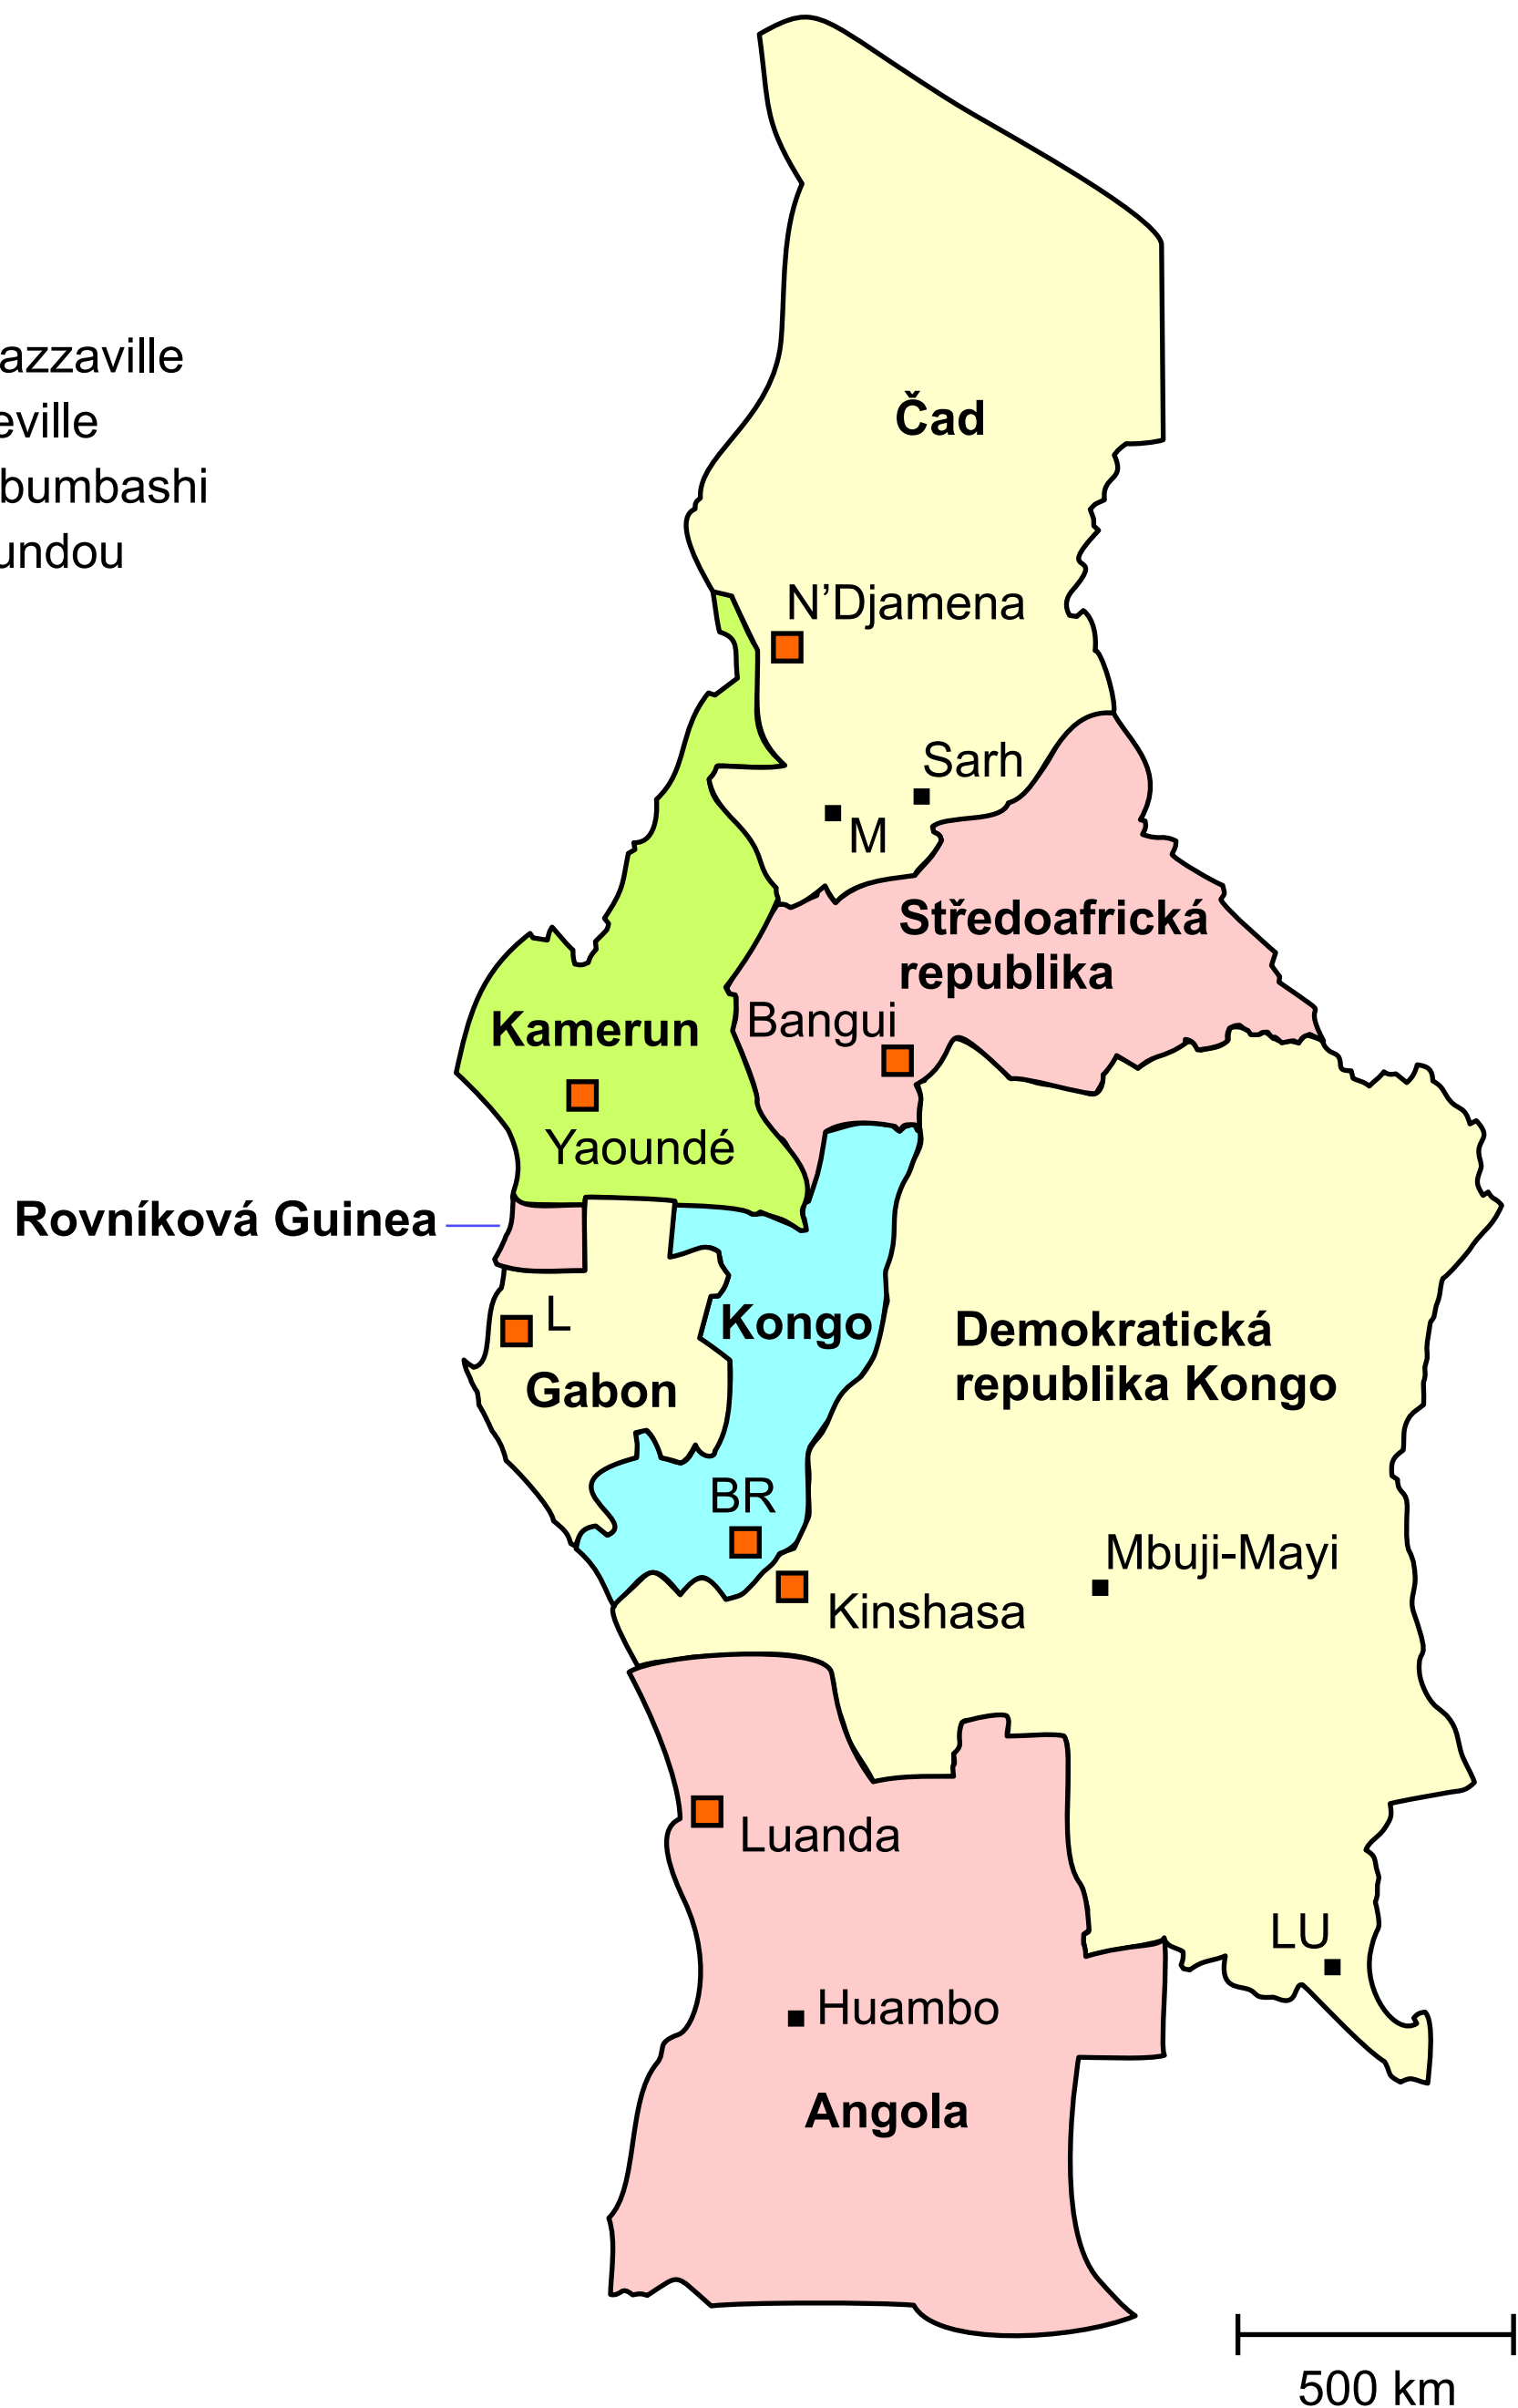 azzaville
eville
bumbashi
undou
Čad
N’Djamena
Sarh
M
Středoafrická
republika
Kamerun
Bangui
Yaoundé
Rovníková Guinea
L
Kongo
Demokratická
republika Kongo
Gabon
BR
Mbuji-Mayi
Kinshasa
Luanda
LU
Huambo
Angola
500 km